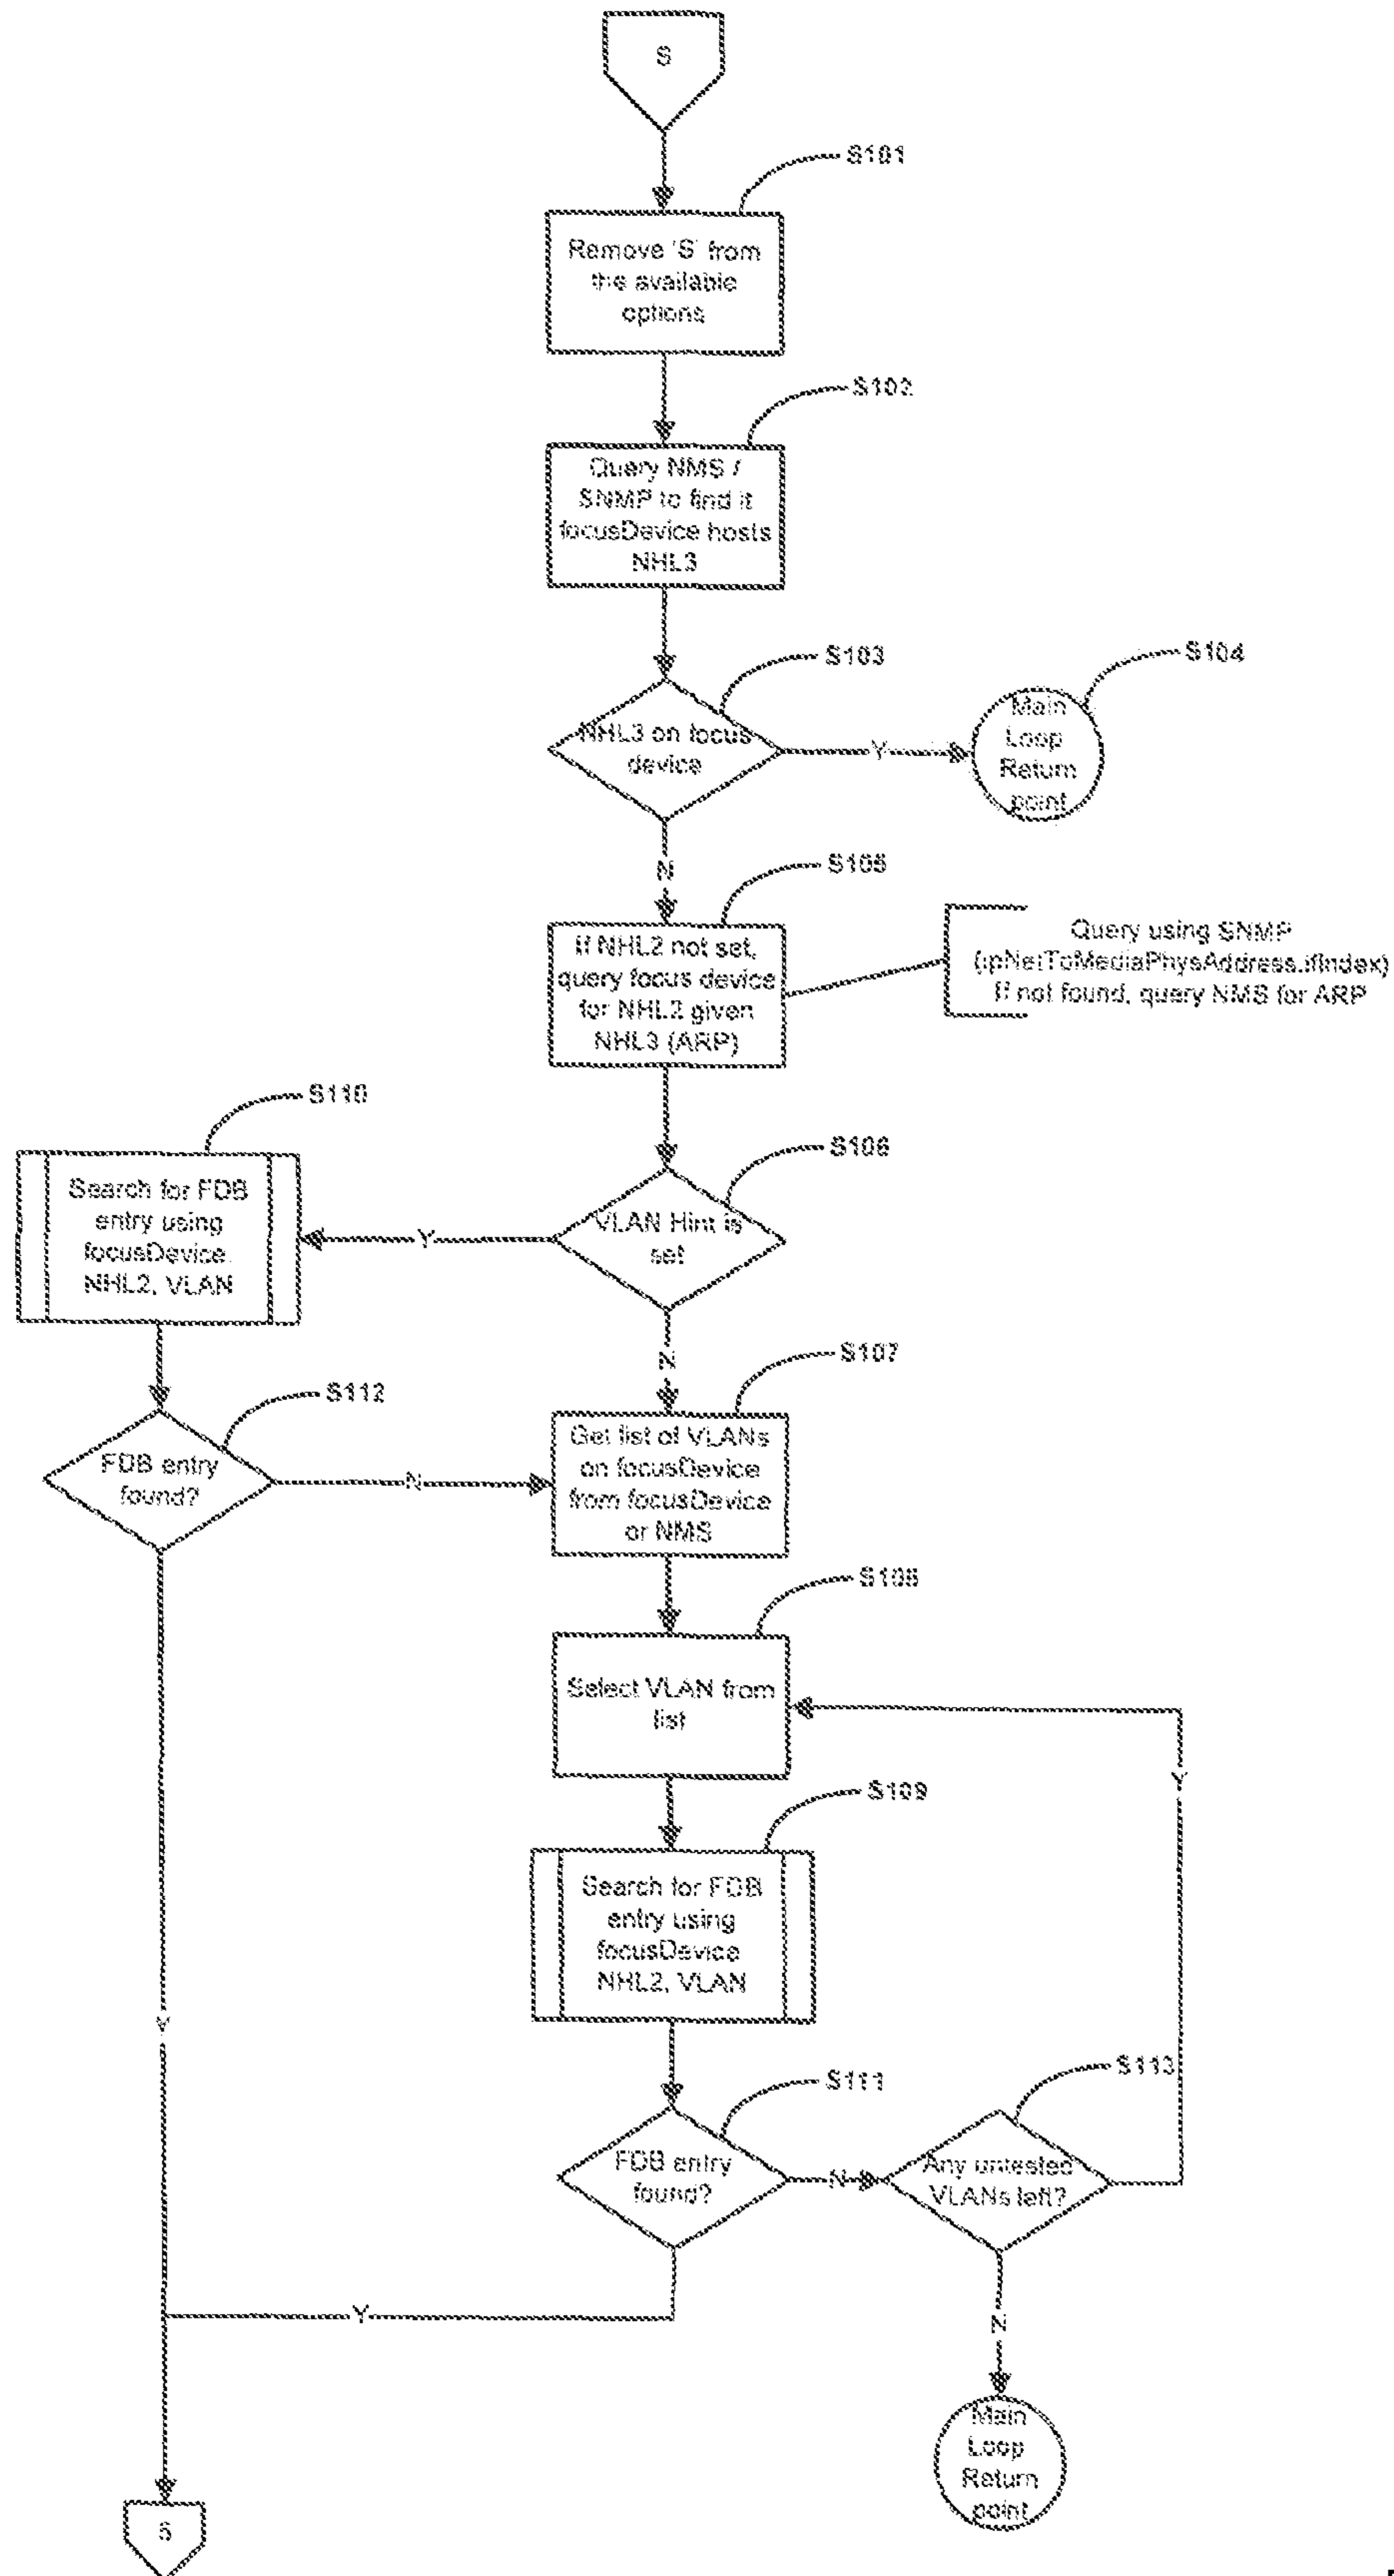 S
S101
Remove 'S' from
the available
options
S102
Query NMS /
SNMP to find it
focusDevice hosts
NHL3
S103
NHL3 on focus
device
Y
S104
Main
Loop
Return
point
N
S105
If NHL2 not set,
query focus device
for NHL2 given
NHL3 (ARP)
Query using SNMP
(ipNetToMediaPhysAddress.ifIndex)
If not found, query NMS for ARP
S106
VLAN Hint is
set
Y
S110
Search for FDB
entry using
focusDevice
NHL2, VLAN
N
S107
Get list of VLANs
on focusDevice
from focusDevice
or NMS
S112
FDB entry
found?
N
S108
Select VLAN from
list
Y
S109
Search for FDB
entry using
focusDevice
NHL2, VLAN
Y
S111
FDB entry
found?
N
S113
Any untested
VLANs left?
Y
N
Main
Loop
Return
point
5